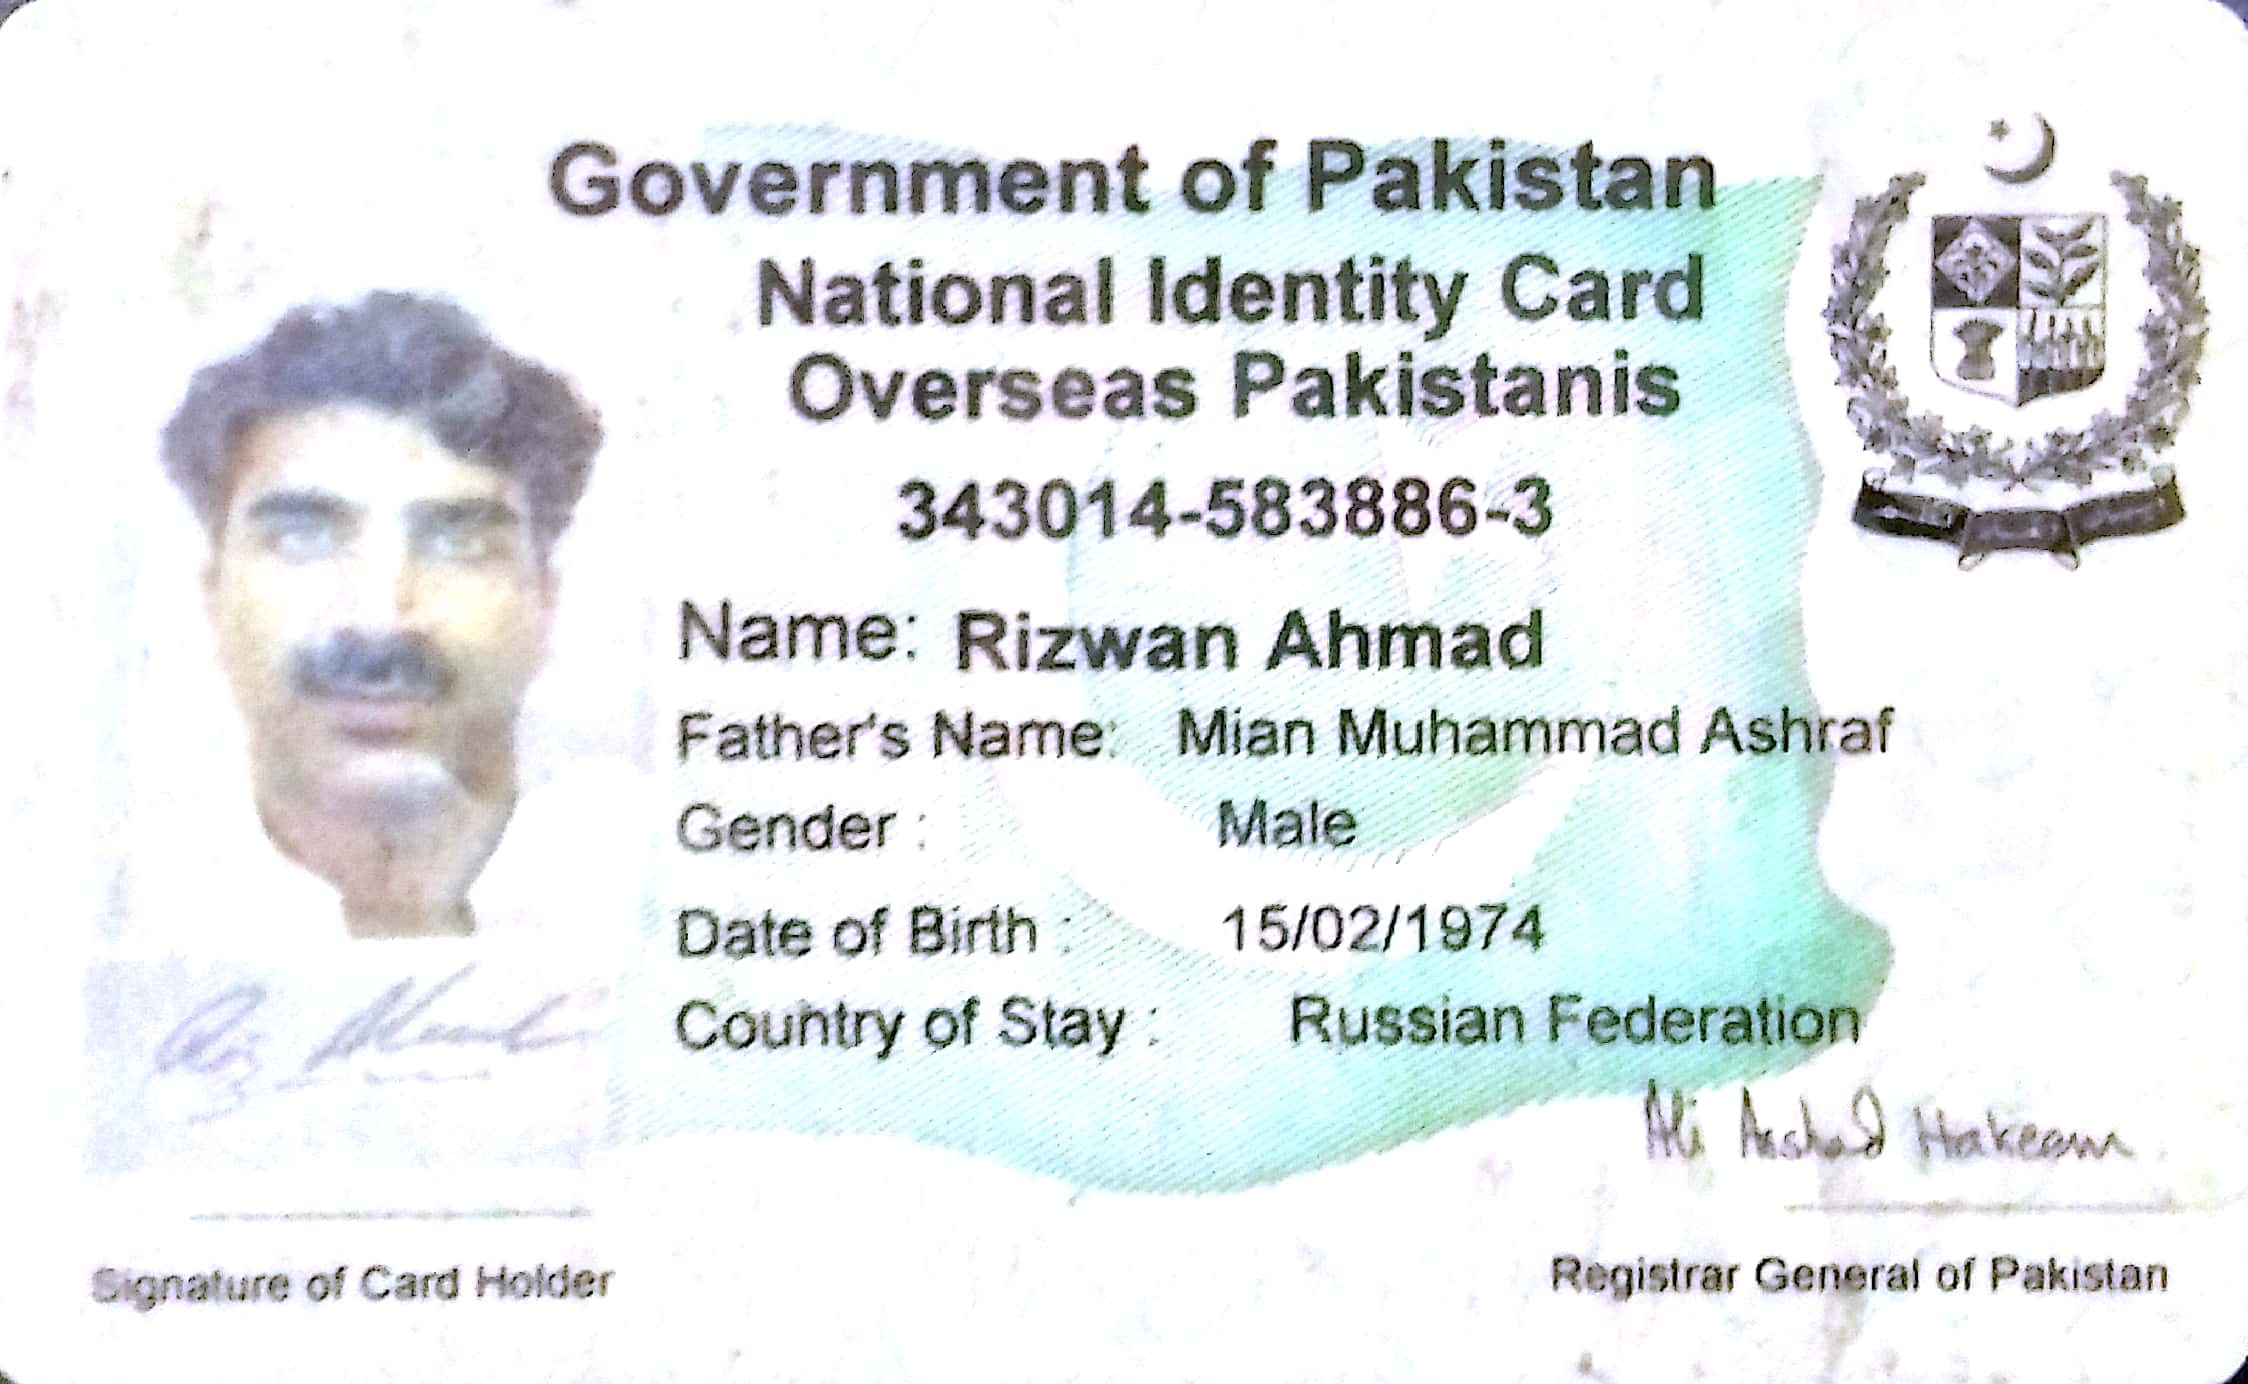 Government of Pakistan
National Identity Card
Overseas Pakistanis
343014-583886-3
Name: Rizwan Ahmad
Father's Name: Mian Muhammad Ashraf
Gender : Male
Date of Birth : 15/02/1974
Country of Stay : Russian Federation
Ali Arshad Hakeem
Signature of Card Holder
Registrar General of Pakistan